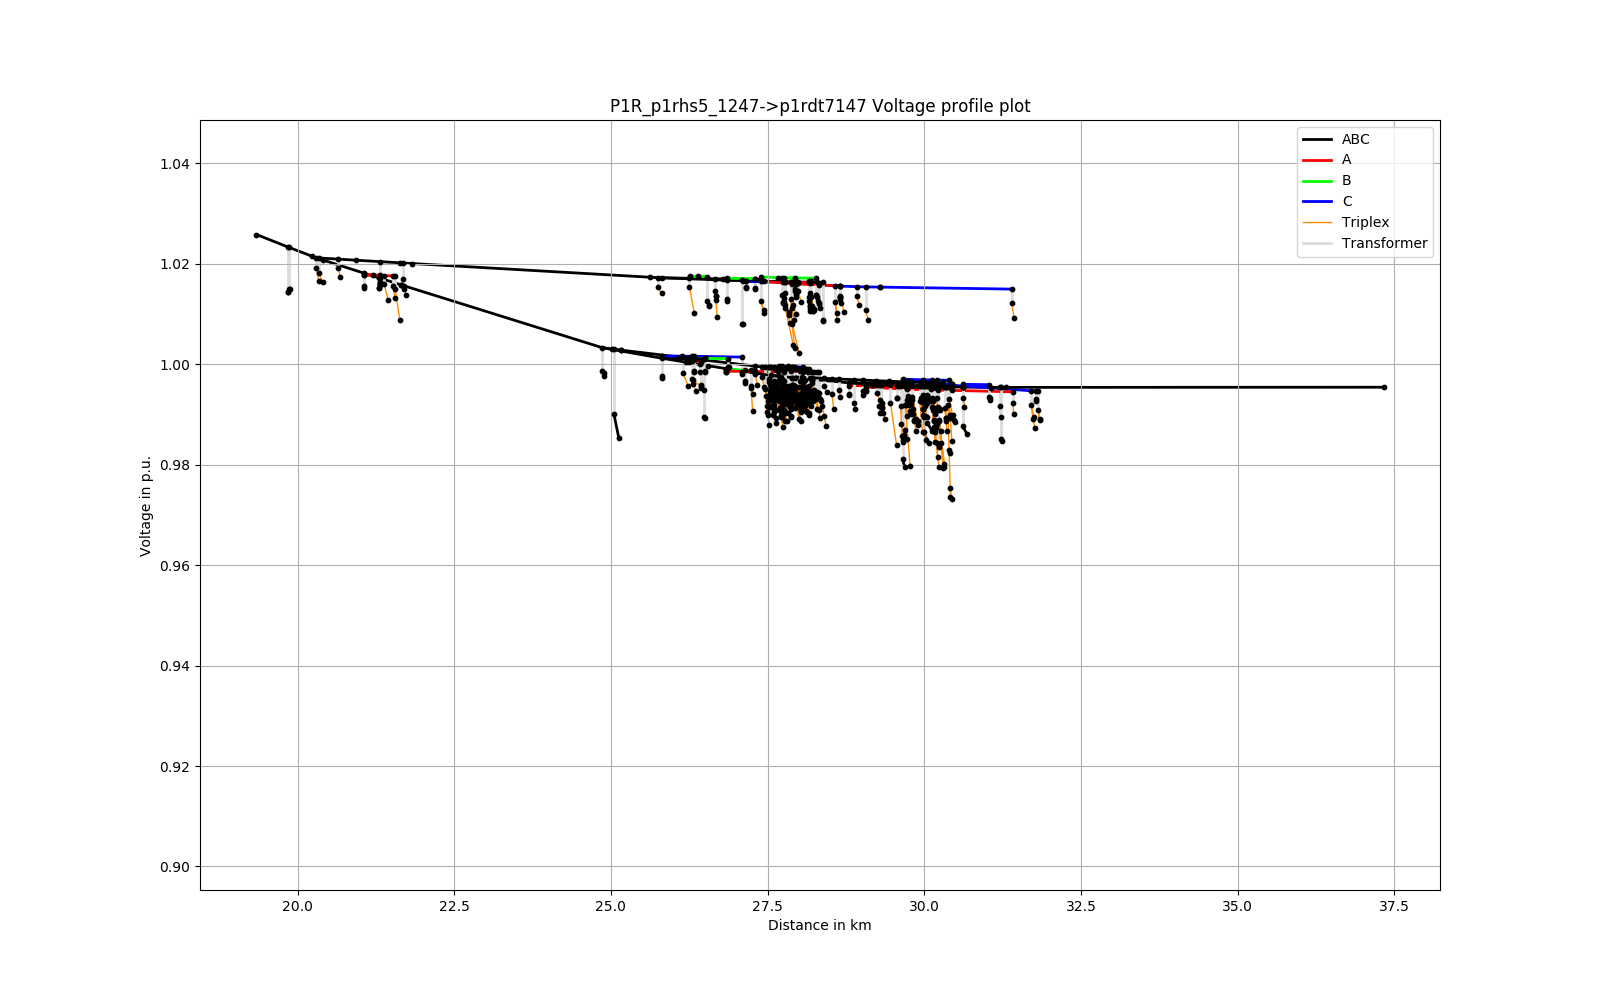 P1R_p1rhs5_1247->p1rdt7147 Voltage profile plot
ABC
A
B
C
Triplex
Transformer
1.04
1.02
1.00
0.98
0.96
0.94
0.92
0.90
Voltage in p.u.
20.0 22.5 25.0 27.5 30.0 32.5 35.0 37.5
Distance in km